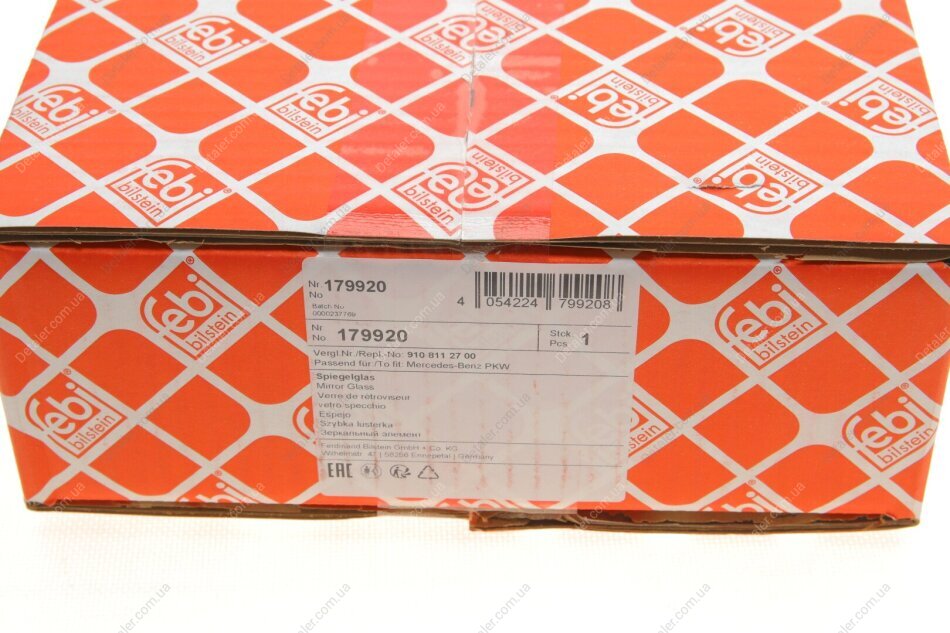 febi
bilstein
Nr. 179920
No
Batch No
0000237769
4 054224 799208
Nr
No 179920
Stck. 1
Pcs
Vergl.Nr./Repl.-No: 910 811 27 00
Passend für:/To fit: Mercedes-Benz PKW
Spiegelglas
Mirror Glass
Verre de rétroviseur
vetro specchio
Espejo
Szybka lusterka
Зеркальный элемент
Ferdinand Bilstein GmbH + Co. KG
Wilhelmstr. 47 | 58256 Ennepetal | Germany
EAC
Detaler.com.ua